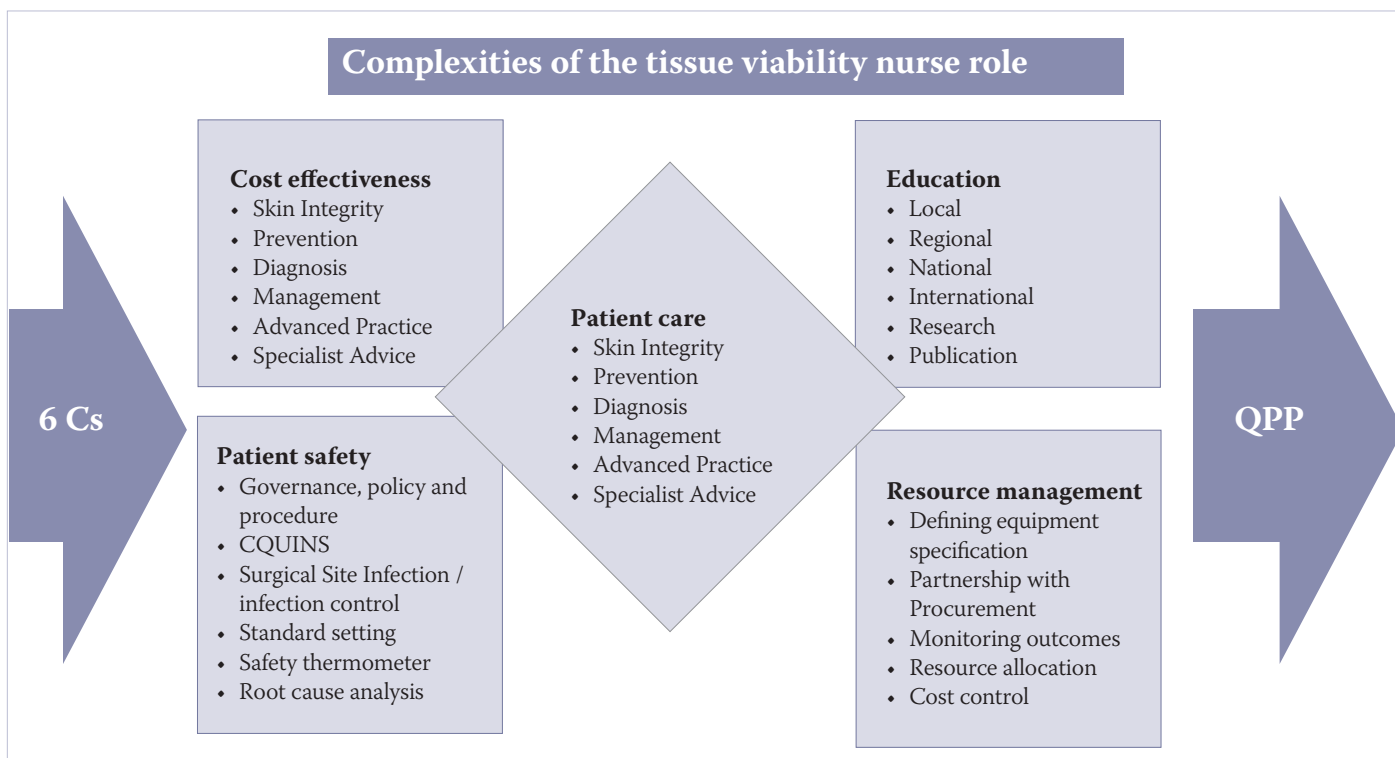 Complexities of the tissue viability nurse role
6 Cs
Cost effectiveness
• Skin Integrity
• Prevention
• Diagnosis
• Management
• Advanced Practice
• Specialist Advice
Patient safety
• Governance, policy and
procedure
• CQUINS
• Surgical Site Infection /
infection control
• Standard setting
• Safety thermometer
• Root cause analysis
Patient care
• Skin Integrity
• Prevention
• Diagnosis
• Management
• Advanced Practice
• Specialist Advice
Education
• Local
• Regional
• National
• International
• Research
• Publication
Resource management
• Defining equipment
specification
• Partnership with
Procurement
• Monitoring outcomes
• Resource allocation
• Cost control
QPP